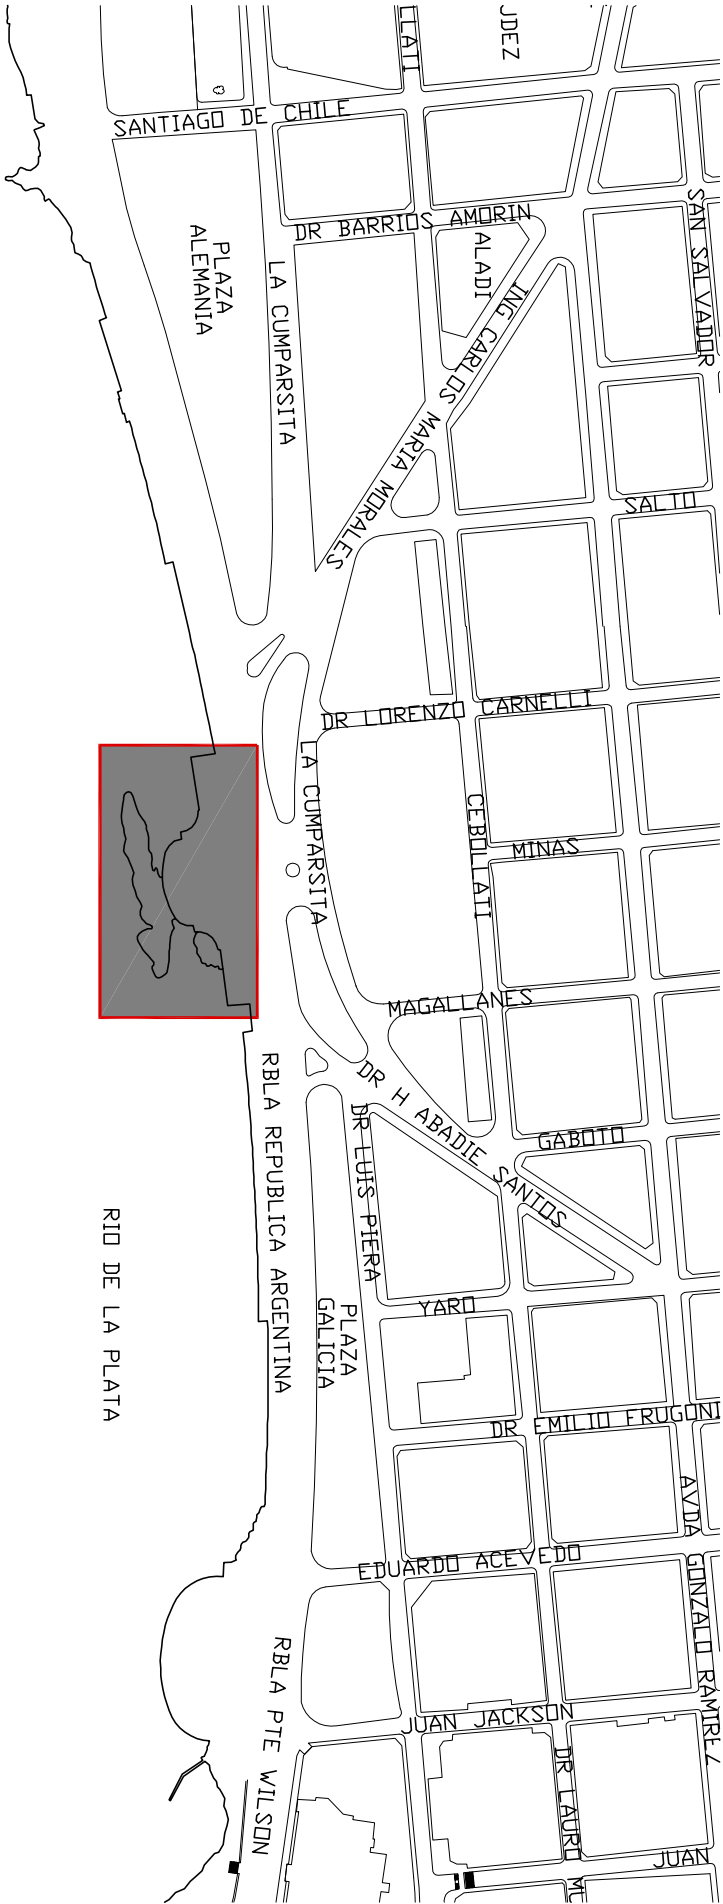 SANTIAGO DE CHILE
DR BARRIOS AMORIN
PLAZA
ALEMANIA
LA CUMPARSITA
ALADI
ING CARLOS MARIA MORALES
SAN SALVADOR
SALTO
DR LORENZO CARNELLI
LA CUMPARSITA
CEBOLLATI
MINAS
MAGALLANES
DR H ABADIE SANTOS
GABOTO
RBLA REPUBLICA ARGENTINA
DR LUIS PIERA
RIO DE LA PLATA
PLAZA
GALICIA
YARO
DR EMILIO FRUGONI
AVDA GONZALO RAMIREZ
EDUARDO ACEVEDO
RBLA PTE WILSON
JUAN JACKSON
DR LAURO
JUAN